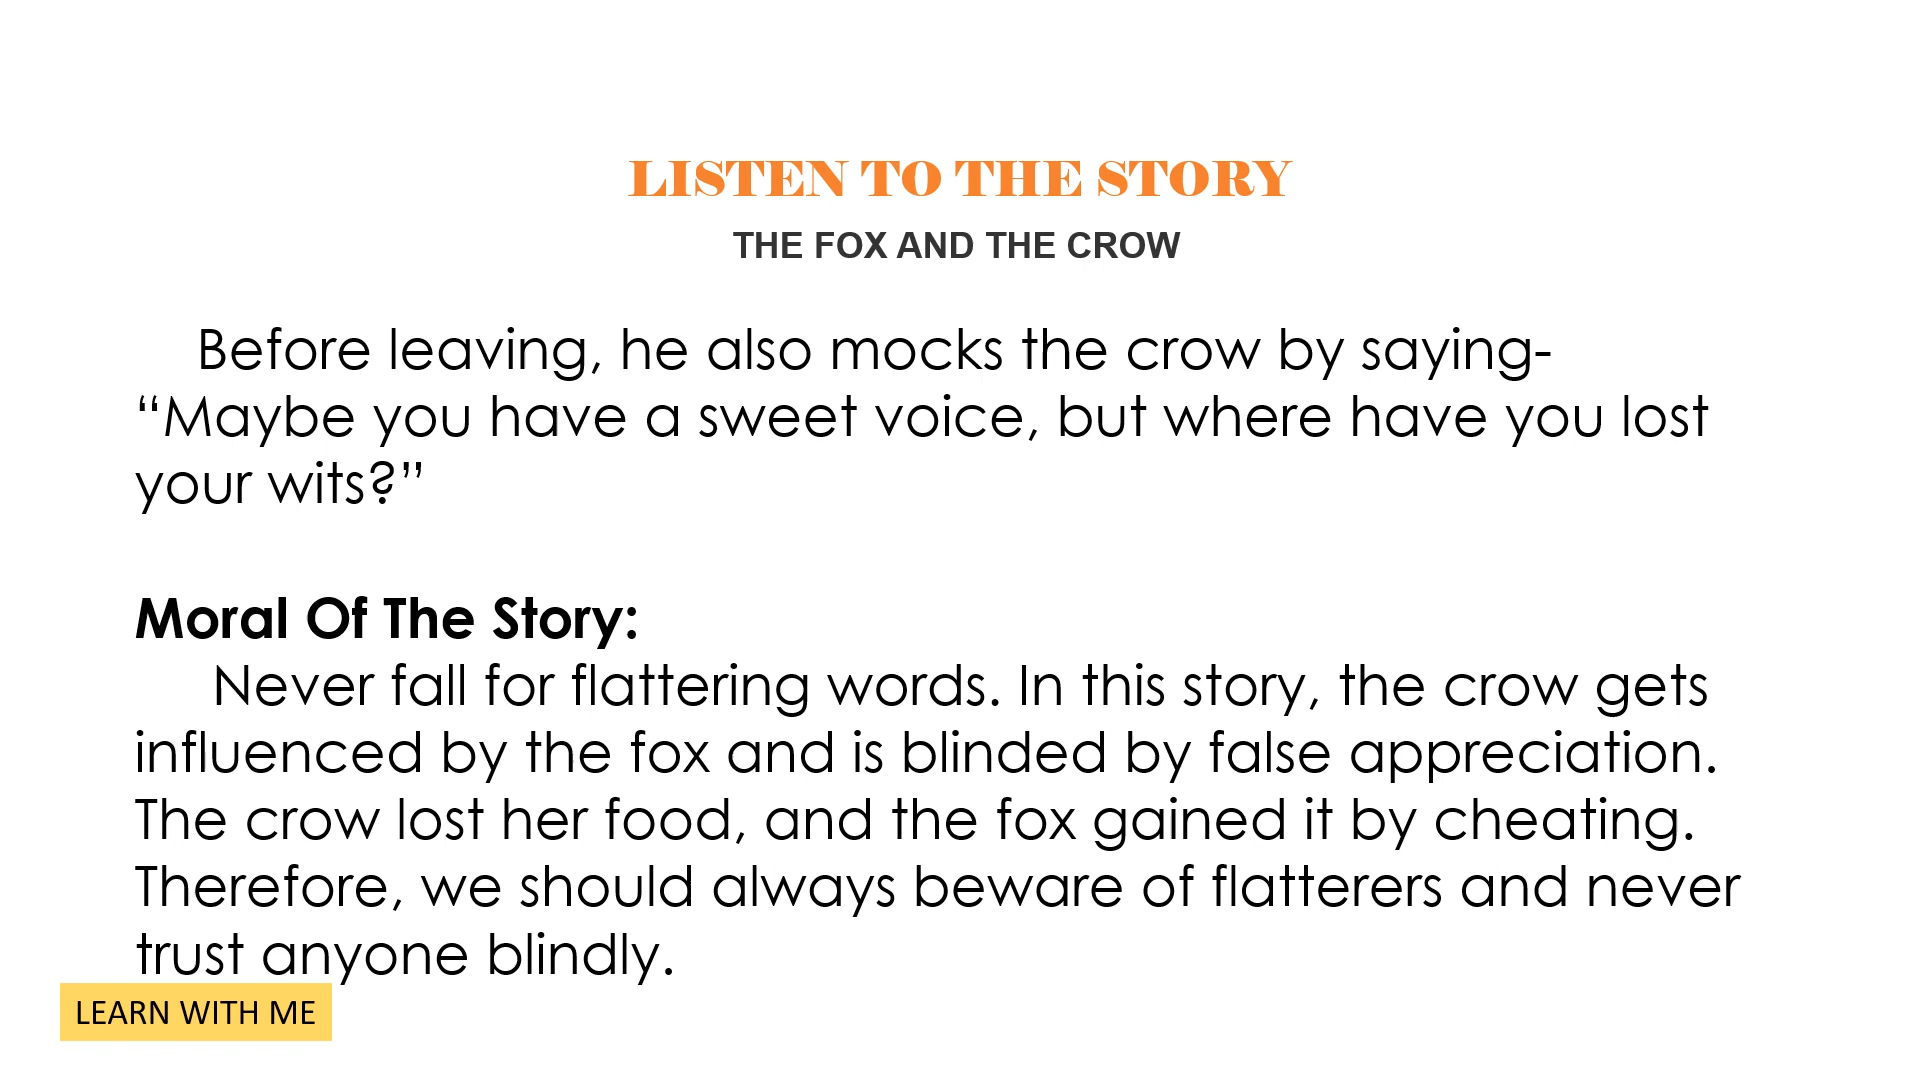 LISTEN TO THE STORY
THE FOX AND THE CROW
Before leaving, he also mocks the crow by saying-
“Maybe you have a sweet voice, but where have you lost
your wits?”
Moral Of The Story:
Never fall for flattering words. In this story, the crow gets
influenced by the fox and is blinded by false appreciation.
The crow lost her food, and the fox gained it by cheating.
Therefore, we should always beware of flatterers and never
trust anyone blindly.
LEARN WITH ME